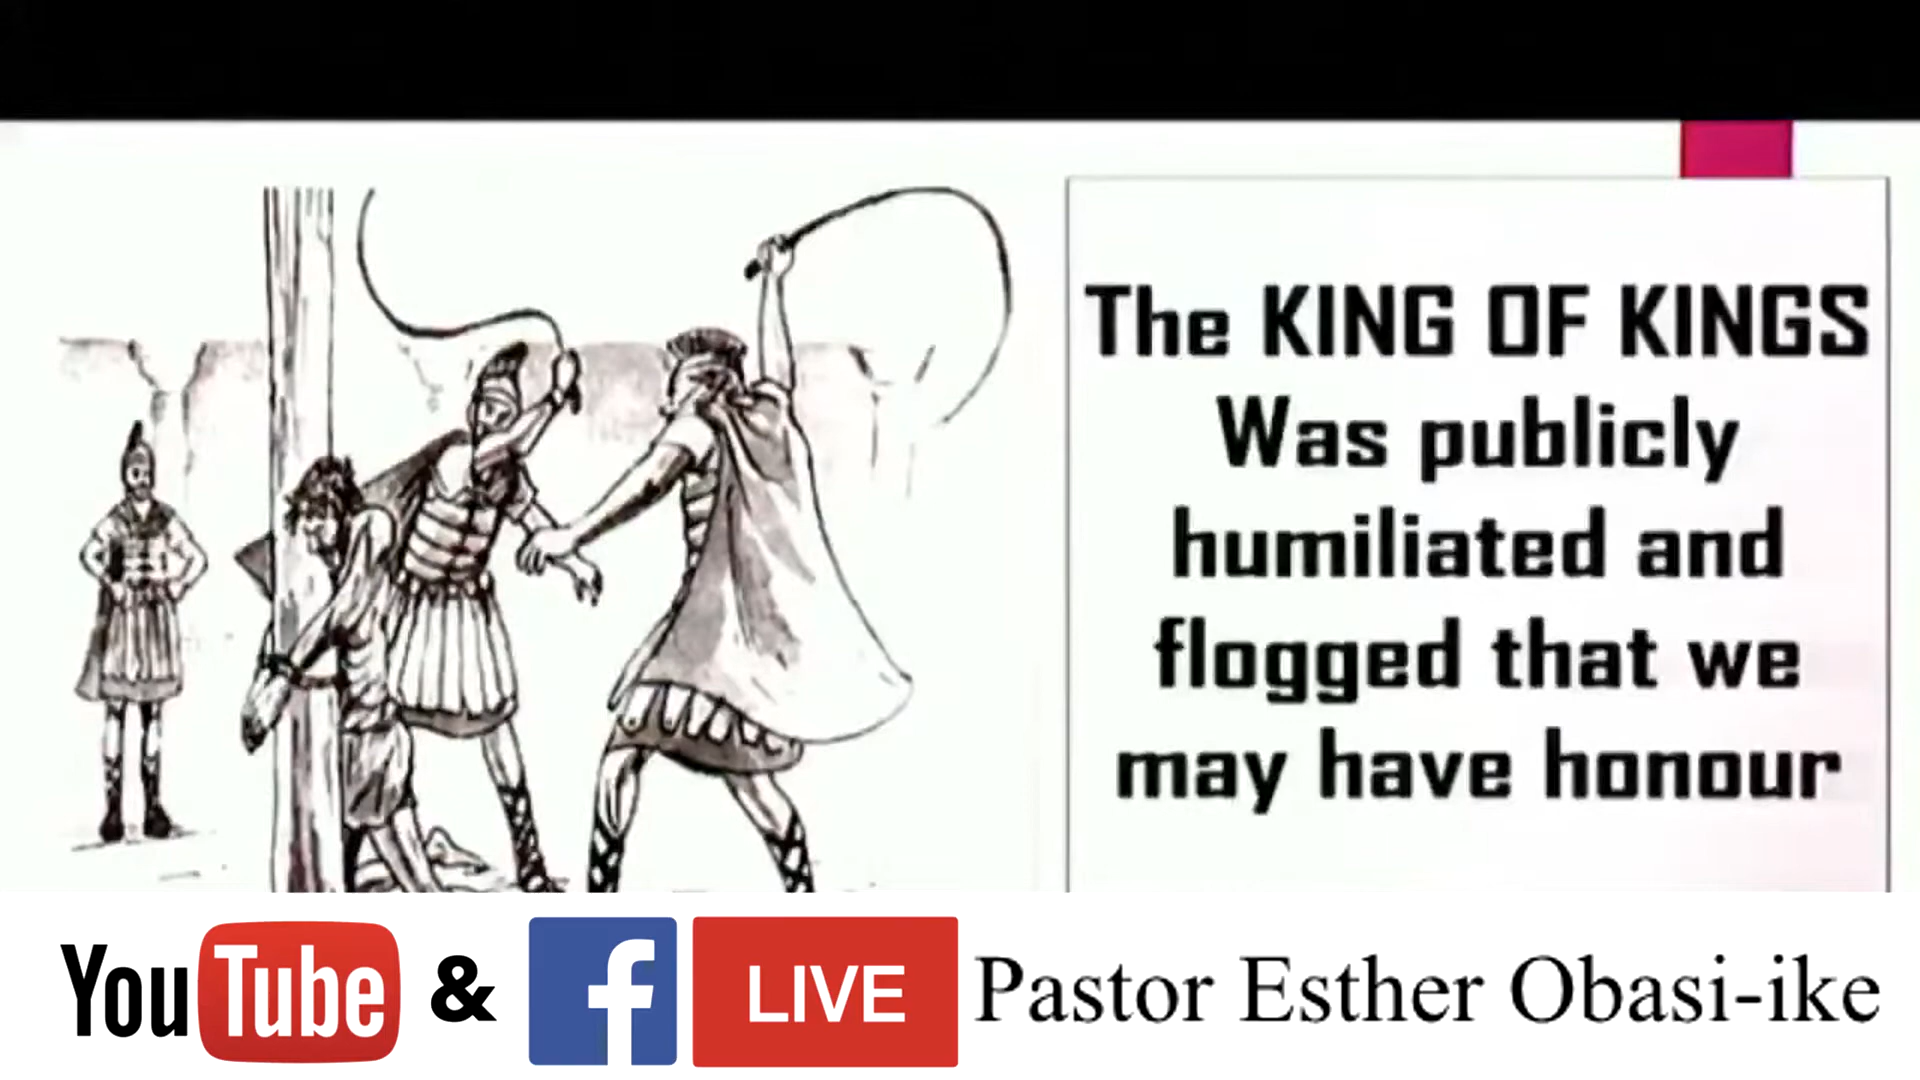 The KING OF KINGS
Was publicly
humiliated and
flogged that we
may have honour
YouTube & f LIVE Pastor Esther Obasi-ike